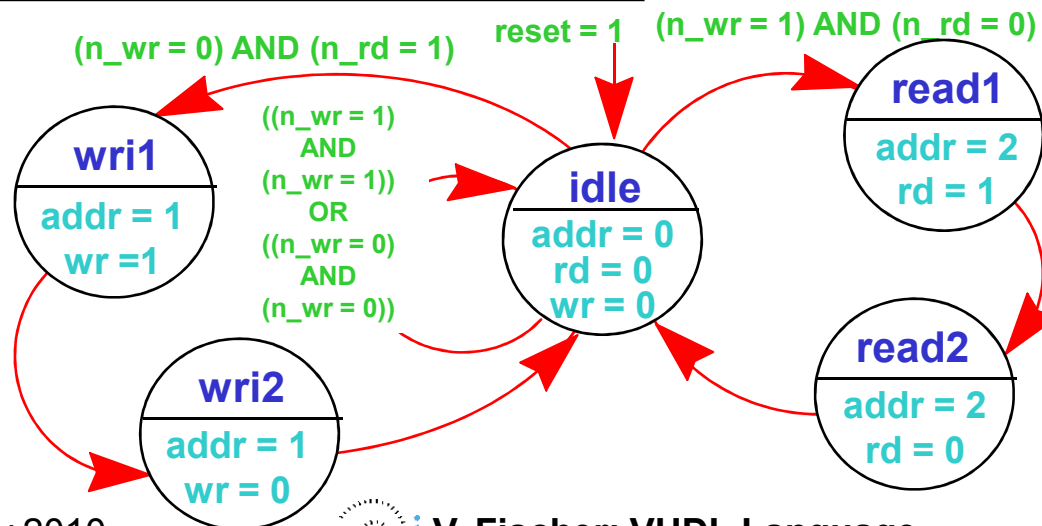 (n_wr = 0) AND (n_rd = 1)
reset = 1
(n_wr = 1) AND (n_rd = 0)
((n_wr = 1)
AND
(n_wr = 1))
OR
((n_wr = 0)
AND
(n_wr = 0))
wri1
addr = 1
wr =1
idle
addr = 0
rd = 0
wr = 0
read1
addr = 2
rd = 1
wri2
addr = 1
wr = 0
read2
addr = 2
rd = 0
2010
V. Fischer: VHDL Language